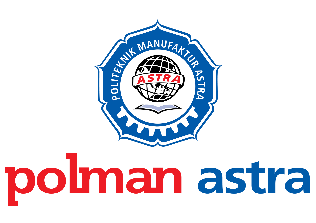 POLITEKNIK MANUFAKTUR ASTRA
ASTRA
polman astra